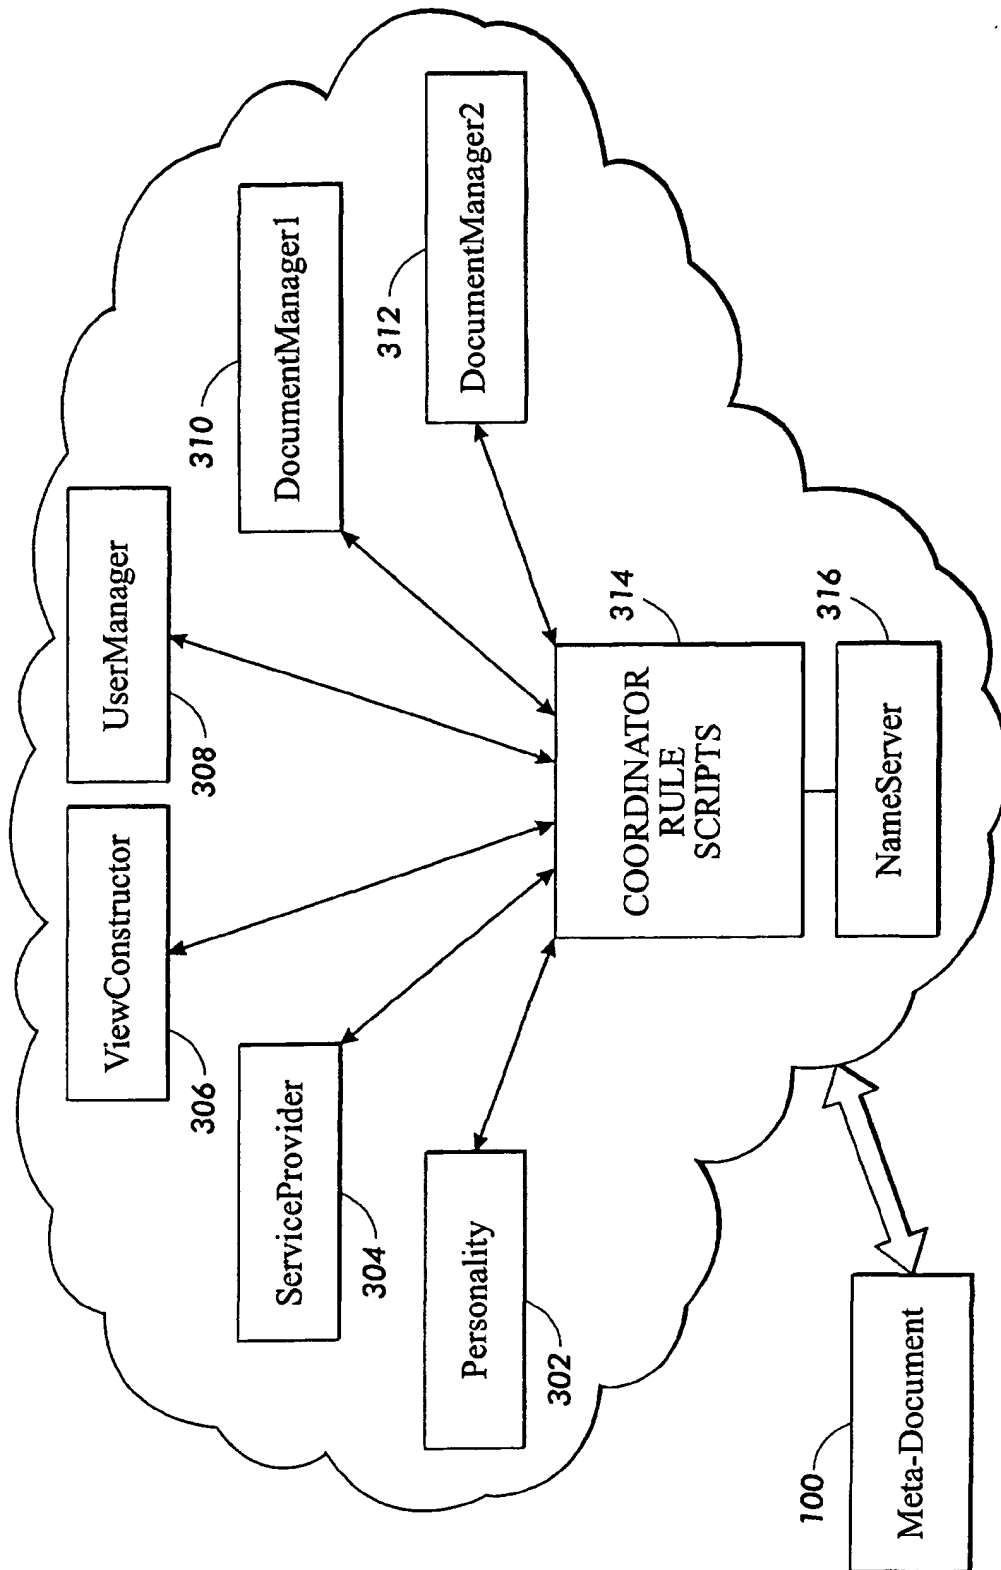 ViewConstructor
306
UserManager
308
ServiceProvider
304
310
DocumentManager1
Personality
302
312
DocumentManager2
COORDINATOR
RULE
SCRIPTS
314
NameServer
316
100
Meta-Document